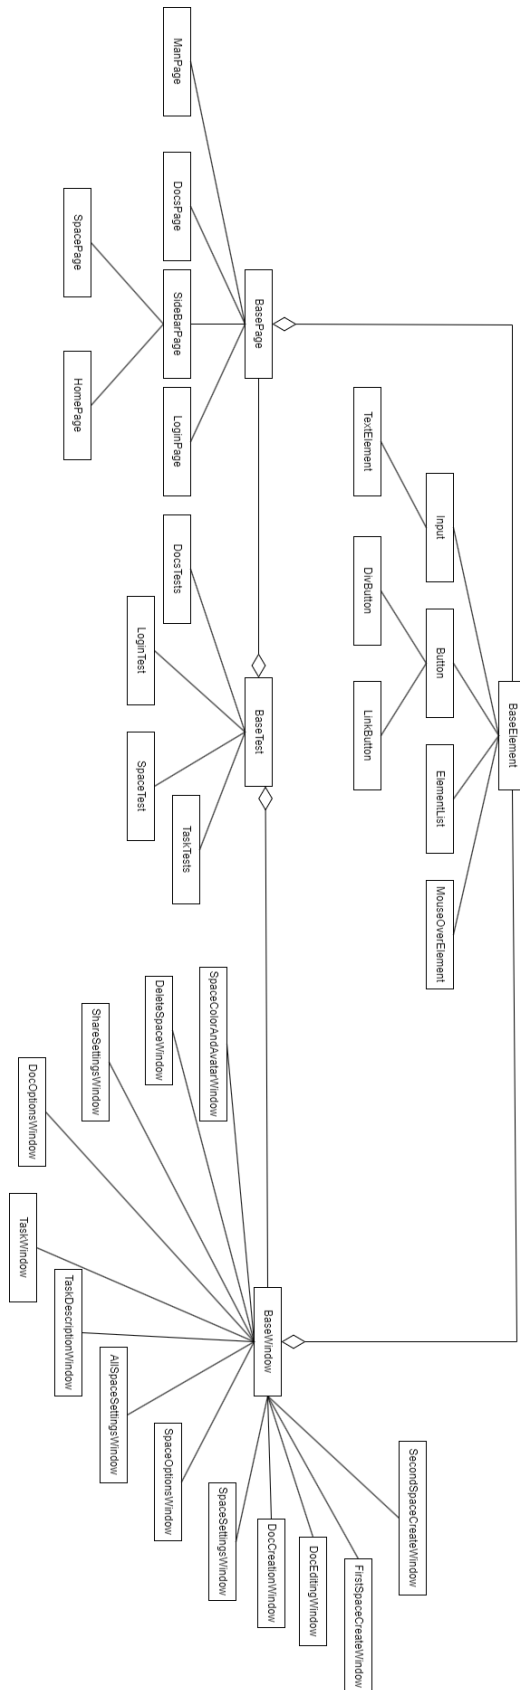 BaseElement
Input
Button
ElementList
MouseOverElement
TextElement
DivButton
LinkButton
BasePage
BaseTest
BaseWindow
ManPage
DocsPage
SideBarPage
LoginPage
SpacePage
HomePage
DocsTests
LoginTest
SpaceTest
TaskTests
SpaceColorAndAvatarWindow
DeleteSpaceWindow
ShareSettingsWindow
DocOptionsWindow
TaskWindow
TaskDescriptionWindow
AllSpaceSettingsWindow
SpaceOptionsWindow
SpaceSettingsWindow
DocCreationWindow
DocEditingWindow
FirstSpaceCreateWindow
SecondSpaceCreateWindow